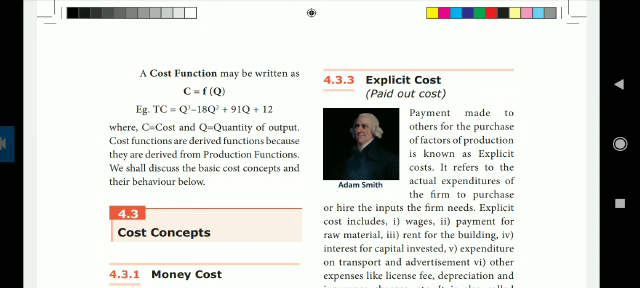 A Cost Function may be written as
C = f (Q)
Eg. TC = Q³–18Q² + 91Q + 12
where, C=Cost and Q=Quantity of output.
Cost functions are derived functions because
they are derived from Production Functions.
We shall discuss the basic cost concepts and
their behaviour below.
4.3
Cost Concepts
4.3.1 Money Cost
4.3.3 Explicit Cost
(Paid out cost)
Adam Smith
Payment made to
others for the purchase
of factors of production
is known as Explicit
costs. It refers to the
actual expenditures of
the firm to purchase
or hire the inputs the firm needs. Explicit
cost includes, i) wages, ii) payment for
raw material, iii) rent for the building, iv)
interest for capital invested, v) expenditure
on transport and advertisement vi) other
expenses like license fee, depreciation and